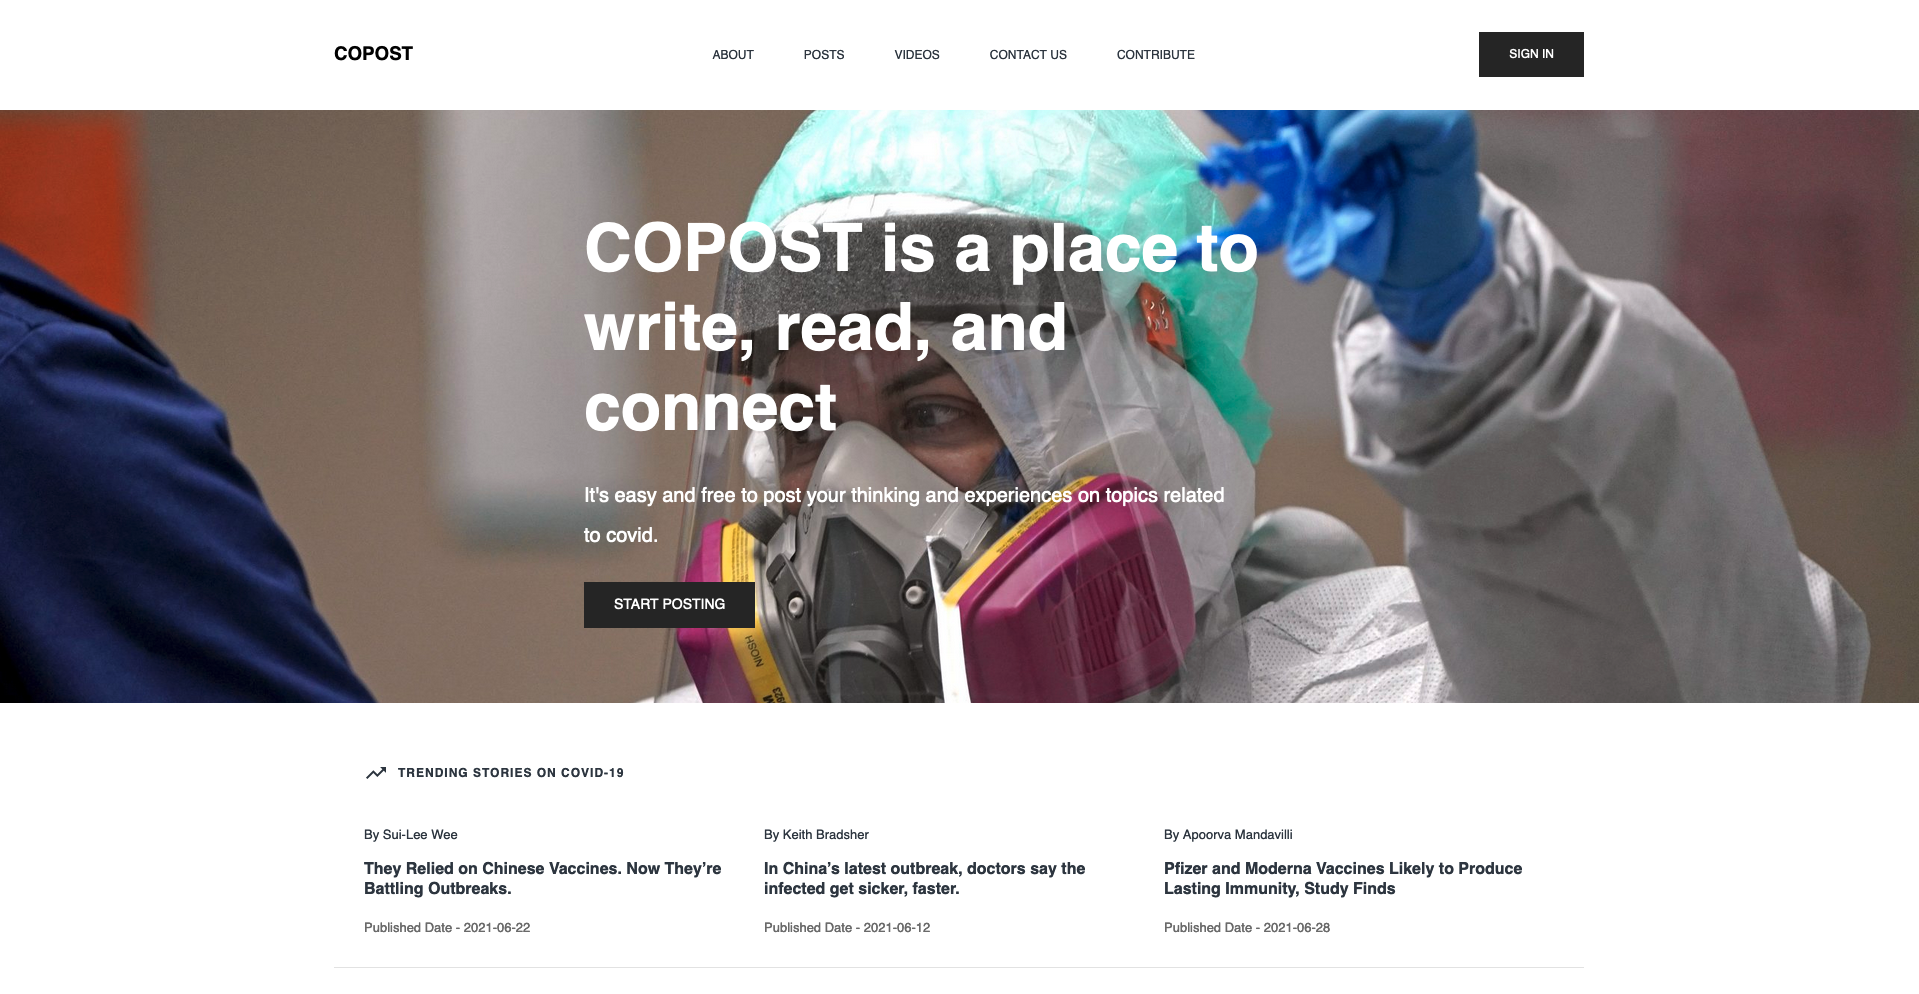 COPOST
ABOUT
POSTS
VIDEOS
CONTACT US
CONTRIBUTE
SIGN IN
COPOST is a place to
write, read, and
connect
It's easy and free to post your thinking and experiences on topics related
to covid.
START POSTING
NIOSH
TRENDING STORIES ON COVID-19
By Sui-Lee Wee
They Relied on Chinese Vaccines. Now They’re
Battling Outbreaks.
Published Date - 2021-06-22
By Keith Bradsher
In China’s latest outbreak, doctors say the
infected get sicker, faster.
Published Date - 2021-06-12
By Apoorva Mandavilli
Pfizer and Moderna Vaccines Likely to Produce
Lasting Immunity, Study Finds
Published Date - 2021-06-28